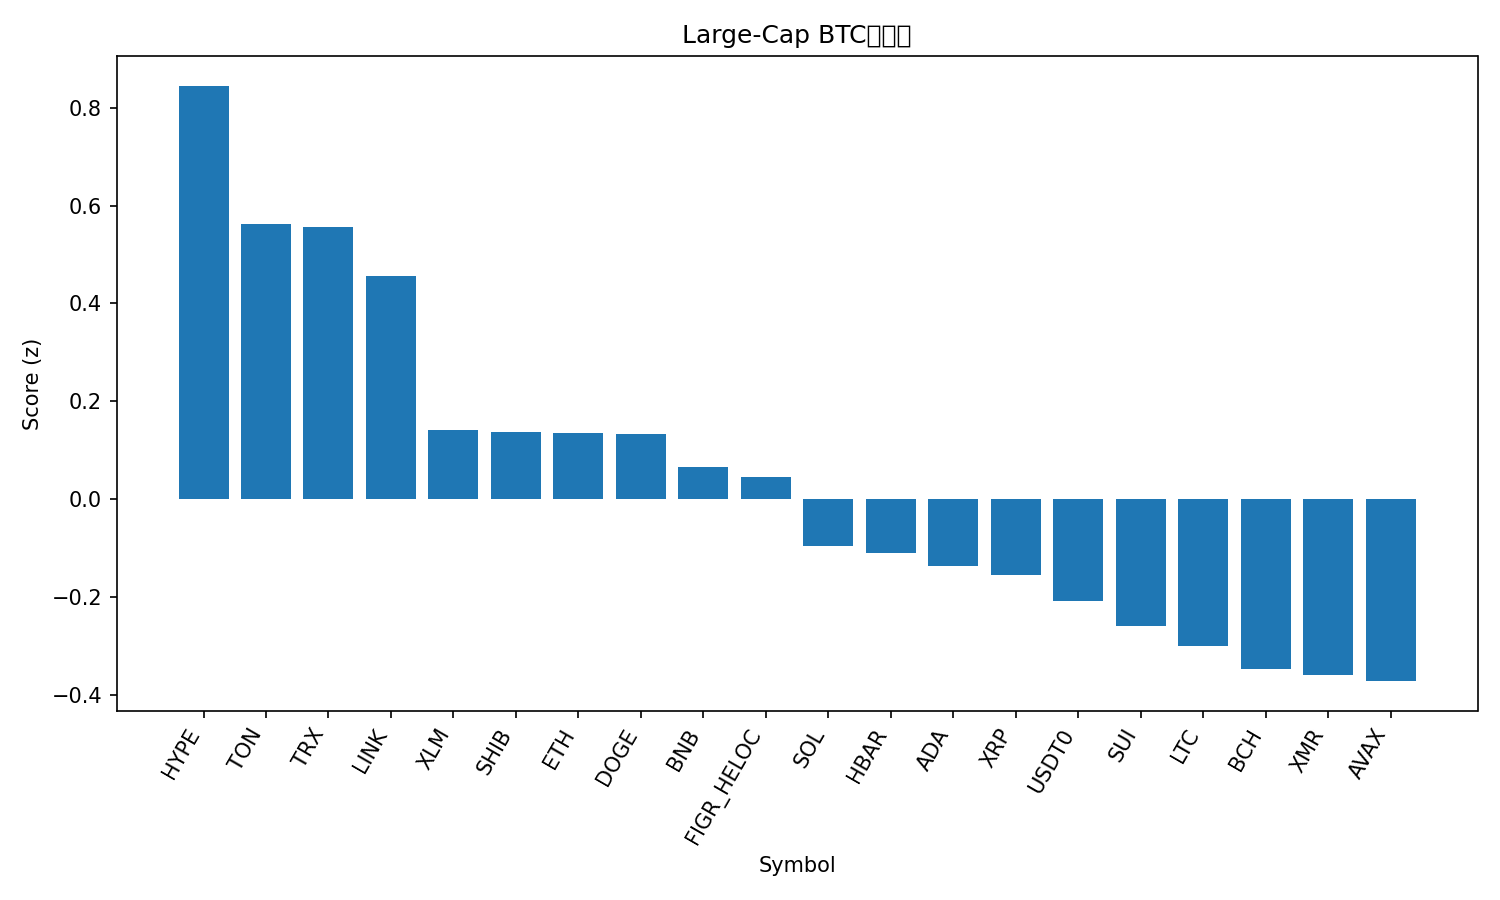 Large-Cap BTC
Score (z)
0.8
0.6
0.4
0.2
0.0
−0.2
−0.4
HYPE
TON
TRX
LINK
XLM
SHIB
ETH
DOGE
BNB
FIGR_HELOC
SOL
HBAR
ADA
XRP
USDT0
SUI
LTC
BCH
XMR
AVAX
Symbol